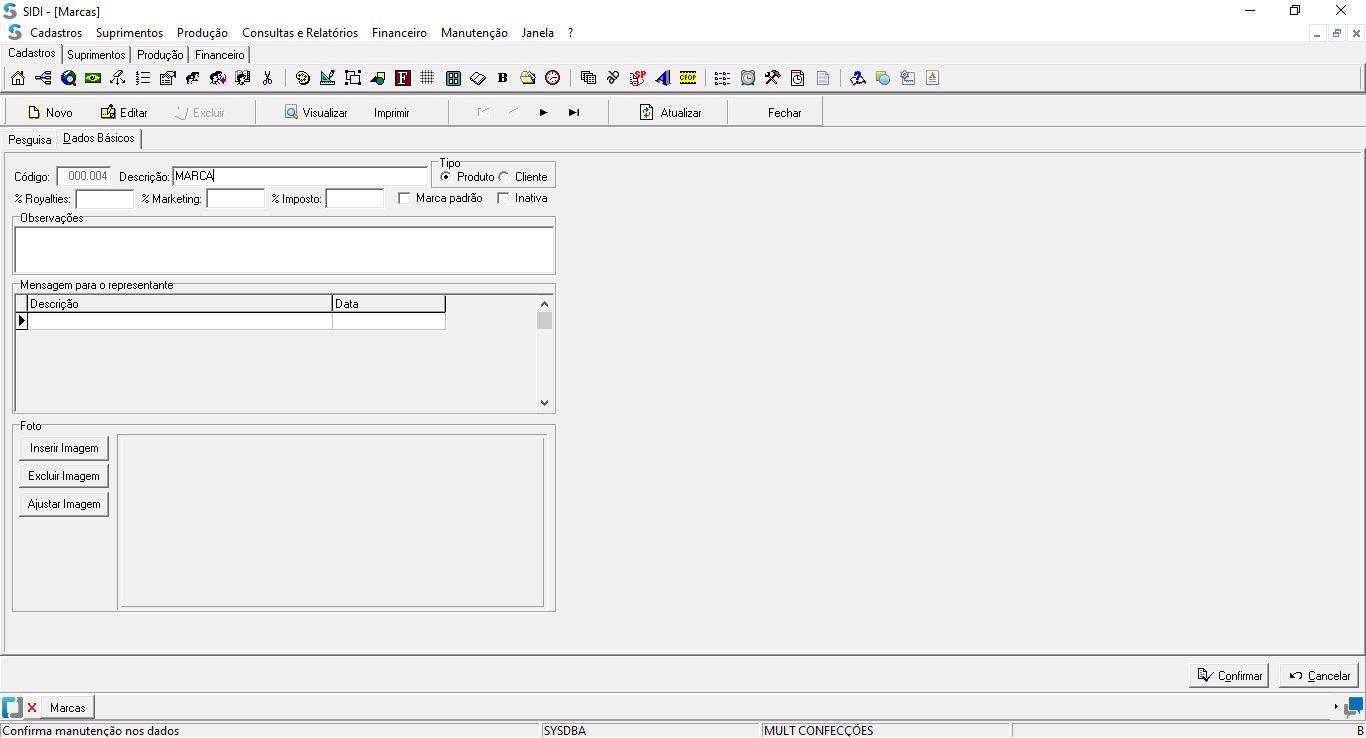 SIDI - [Marcas]
Cadastros Suprimentos Produção Consultas e Relatórios Financeiro Manutenção Janela ?
Cadastros Suprimentos Produção Financeiro
F B SP CFOP A
Novo Editar Excluir Visualizar Imprimir Atualizar Fechar
Pesquisa Dados Básicos
Tipo
Código: 000.004 Descrição: MARCA Produto Cliente
% Royalties: % Marketing: % Imposto: Marca padrão Inativa
Observações
Mensagem para o representante
Descrição Data
Foto
Inserir Imagem
Excluir Imagem
Ajustar Imagem
Confirmar Cancelar
Marcas
Confirma manutenção nos dados SYSDBA MULT CONFECÇÕES B